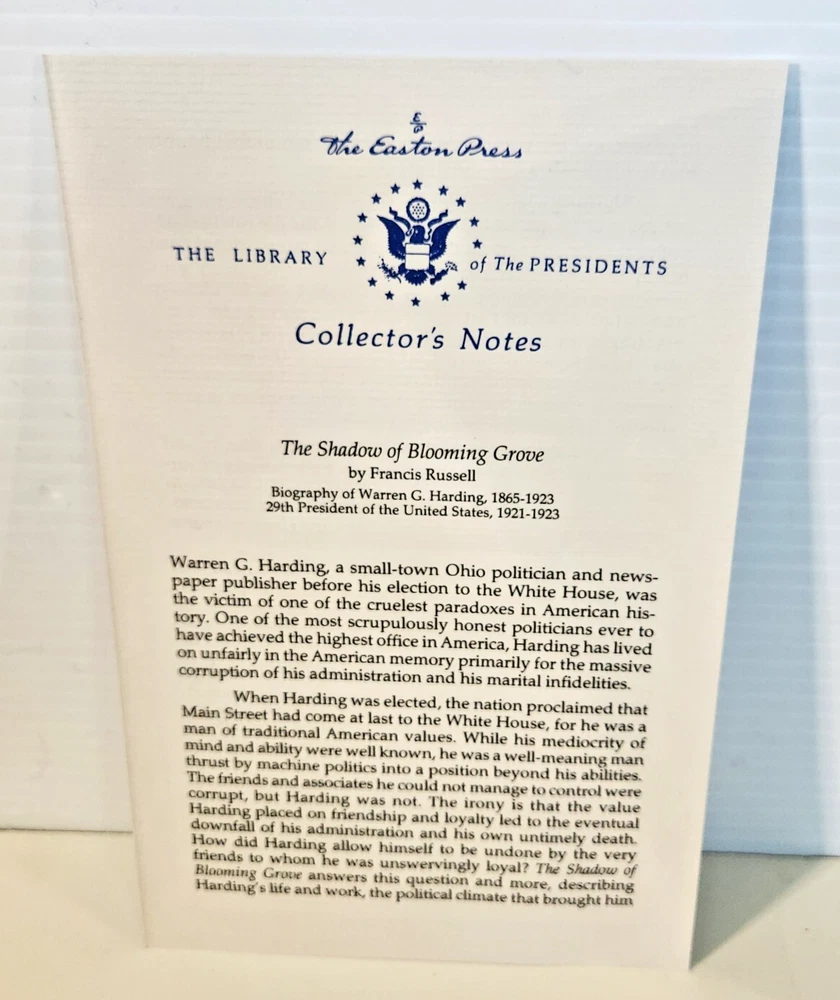 E
P
The Easton Press
THE LIBRARY of The PRESIDENTS
Collector's Notes
The Shadow of Blooming Grove
by Francis Russell
Biography of Warren G. Harding, 1865-1923
29th President of the United States, 1921-1923
Warren G. Harding, a small-town Ohio politician and news-
paper publisher before his election to the White House, was
the victim of one of the cruelest paradoxes in American his-
tory. One of the most scrupulously honest politicians ever to
have achieved the highest office in America, Harding has lived
on unfairly in the American memory primarily for the massive
corruption of his administration and his marital infidelities.
When Harding was elected, the nation proclaimed that
Main Street had come at last to the White House, for he was a
man of traditional American values. While his mediocrity of
mind and ability were well known, he was a well-meaning man
thrust by machine politics into a position beyond his abilities.
The friends and associates he could not manage to control were
corrupt, but Harding was not. The irony is that the value
Harding placed on friendship and loyalty led to the eventual
downfall of his administration and his own untimely death.
How did Harding allow himself to be undone by the very
friends to whom he was unswervingly loyal? The Shadow of
Blooming Grove answers this question and more, describing
Harding's life and work, the political climate that brought him